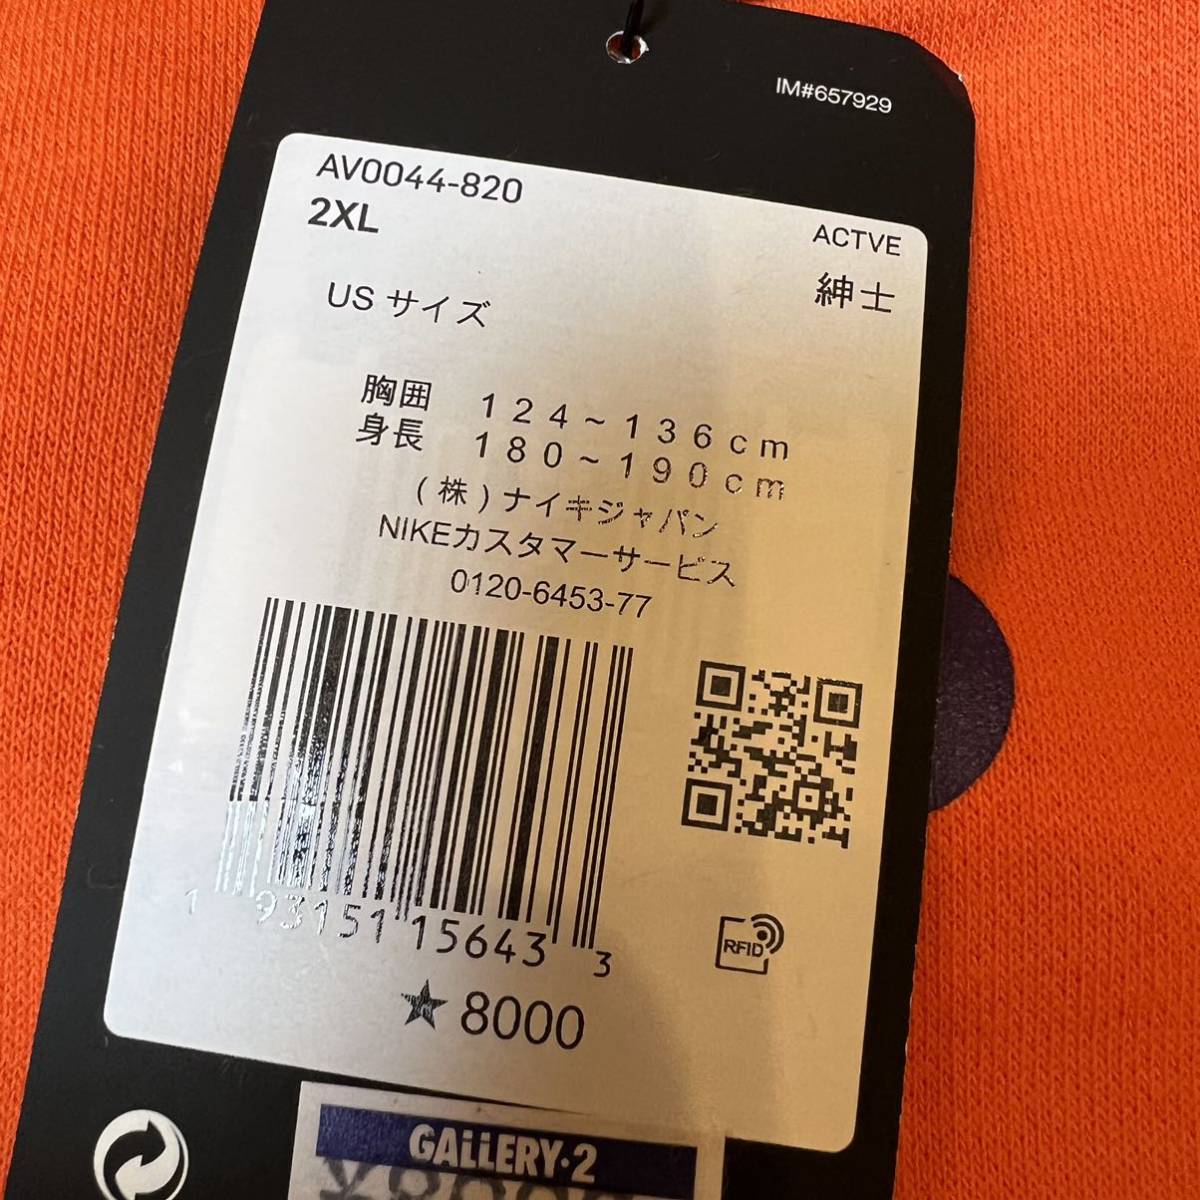 IM#657929
AV0044-820
2XL
ACTVE
US サイズ
紳士
胸囲 124~136cm
身長 180~190cm
(株)ナイキジャパン
NIKEカスタマーサービス
0120-6453-77
1 93151 15643 3
RFID
★8000
GALLERY・2